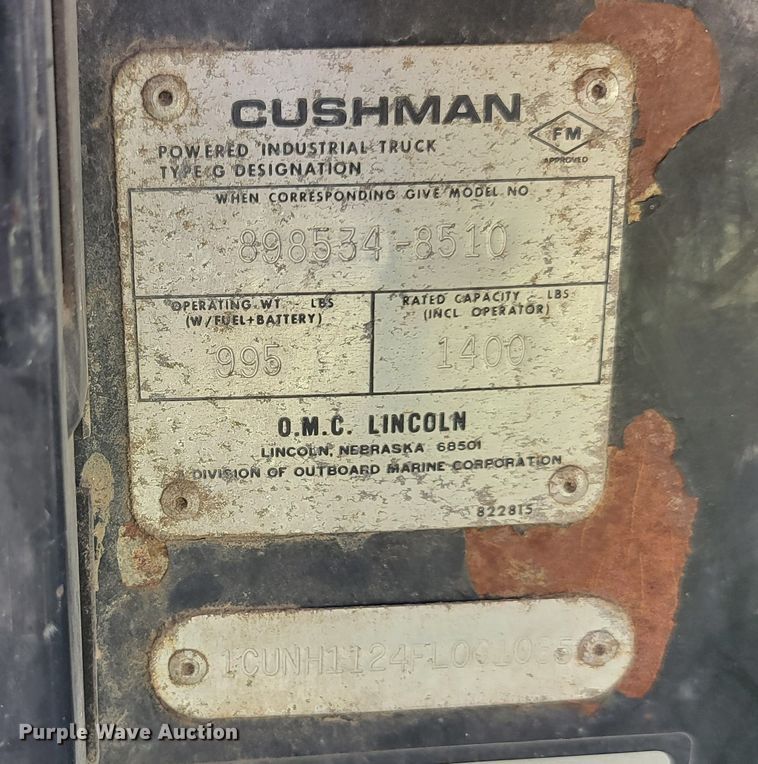 CUSHMAN
FM
APPROVED
POWERED INDUSTRIAL TRUCK
TYPE G DESIGNATION
WHEN CORRESPONDING GIVE MODEL NO
898534-8510
OPERATING WT - LBS
(W/FUEL+BATTERY)
995
RATED CAPACITY - LBS
(INCL OPERATOR)
1400
O.M.C. LINCOLN
LINCOLN, NEBRASKA 68501
DIVISION OF OUTBOARD MARINE CORPORATION
822815
Purple Wave Auction